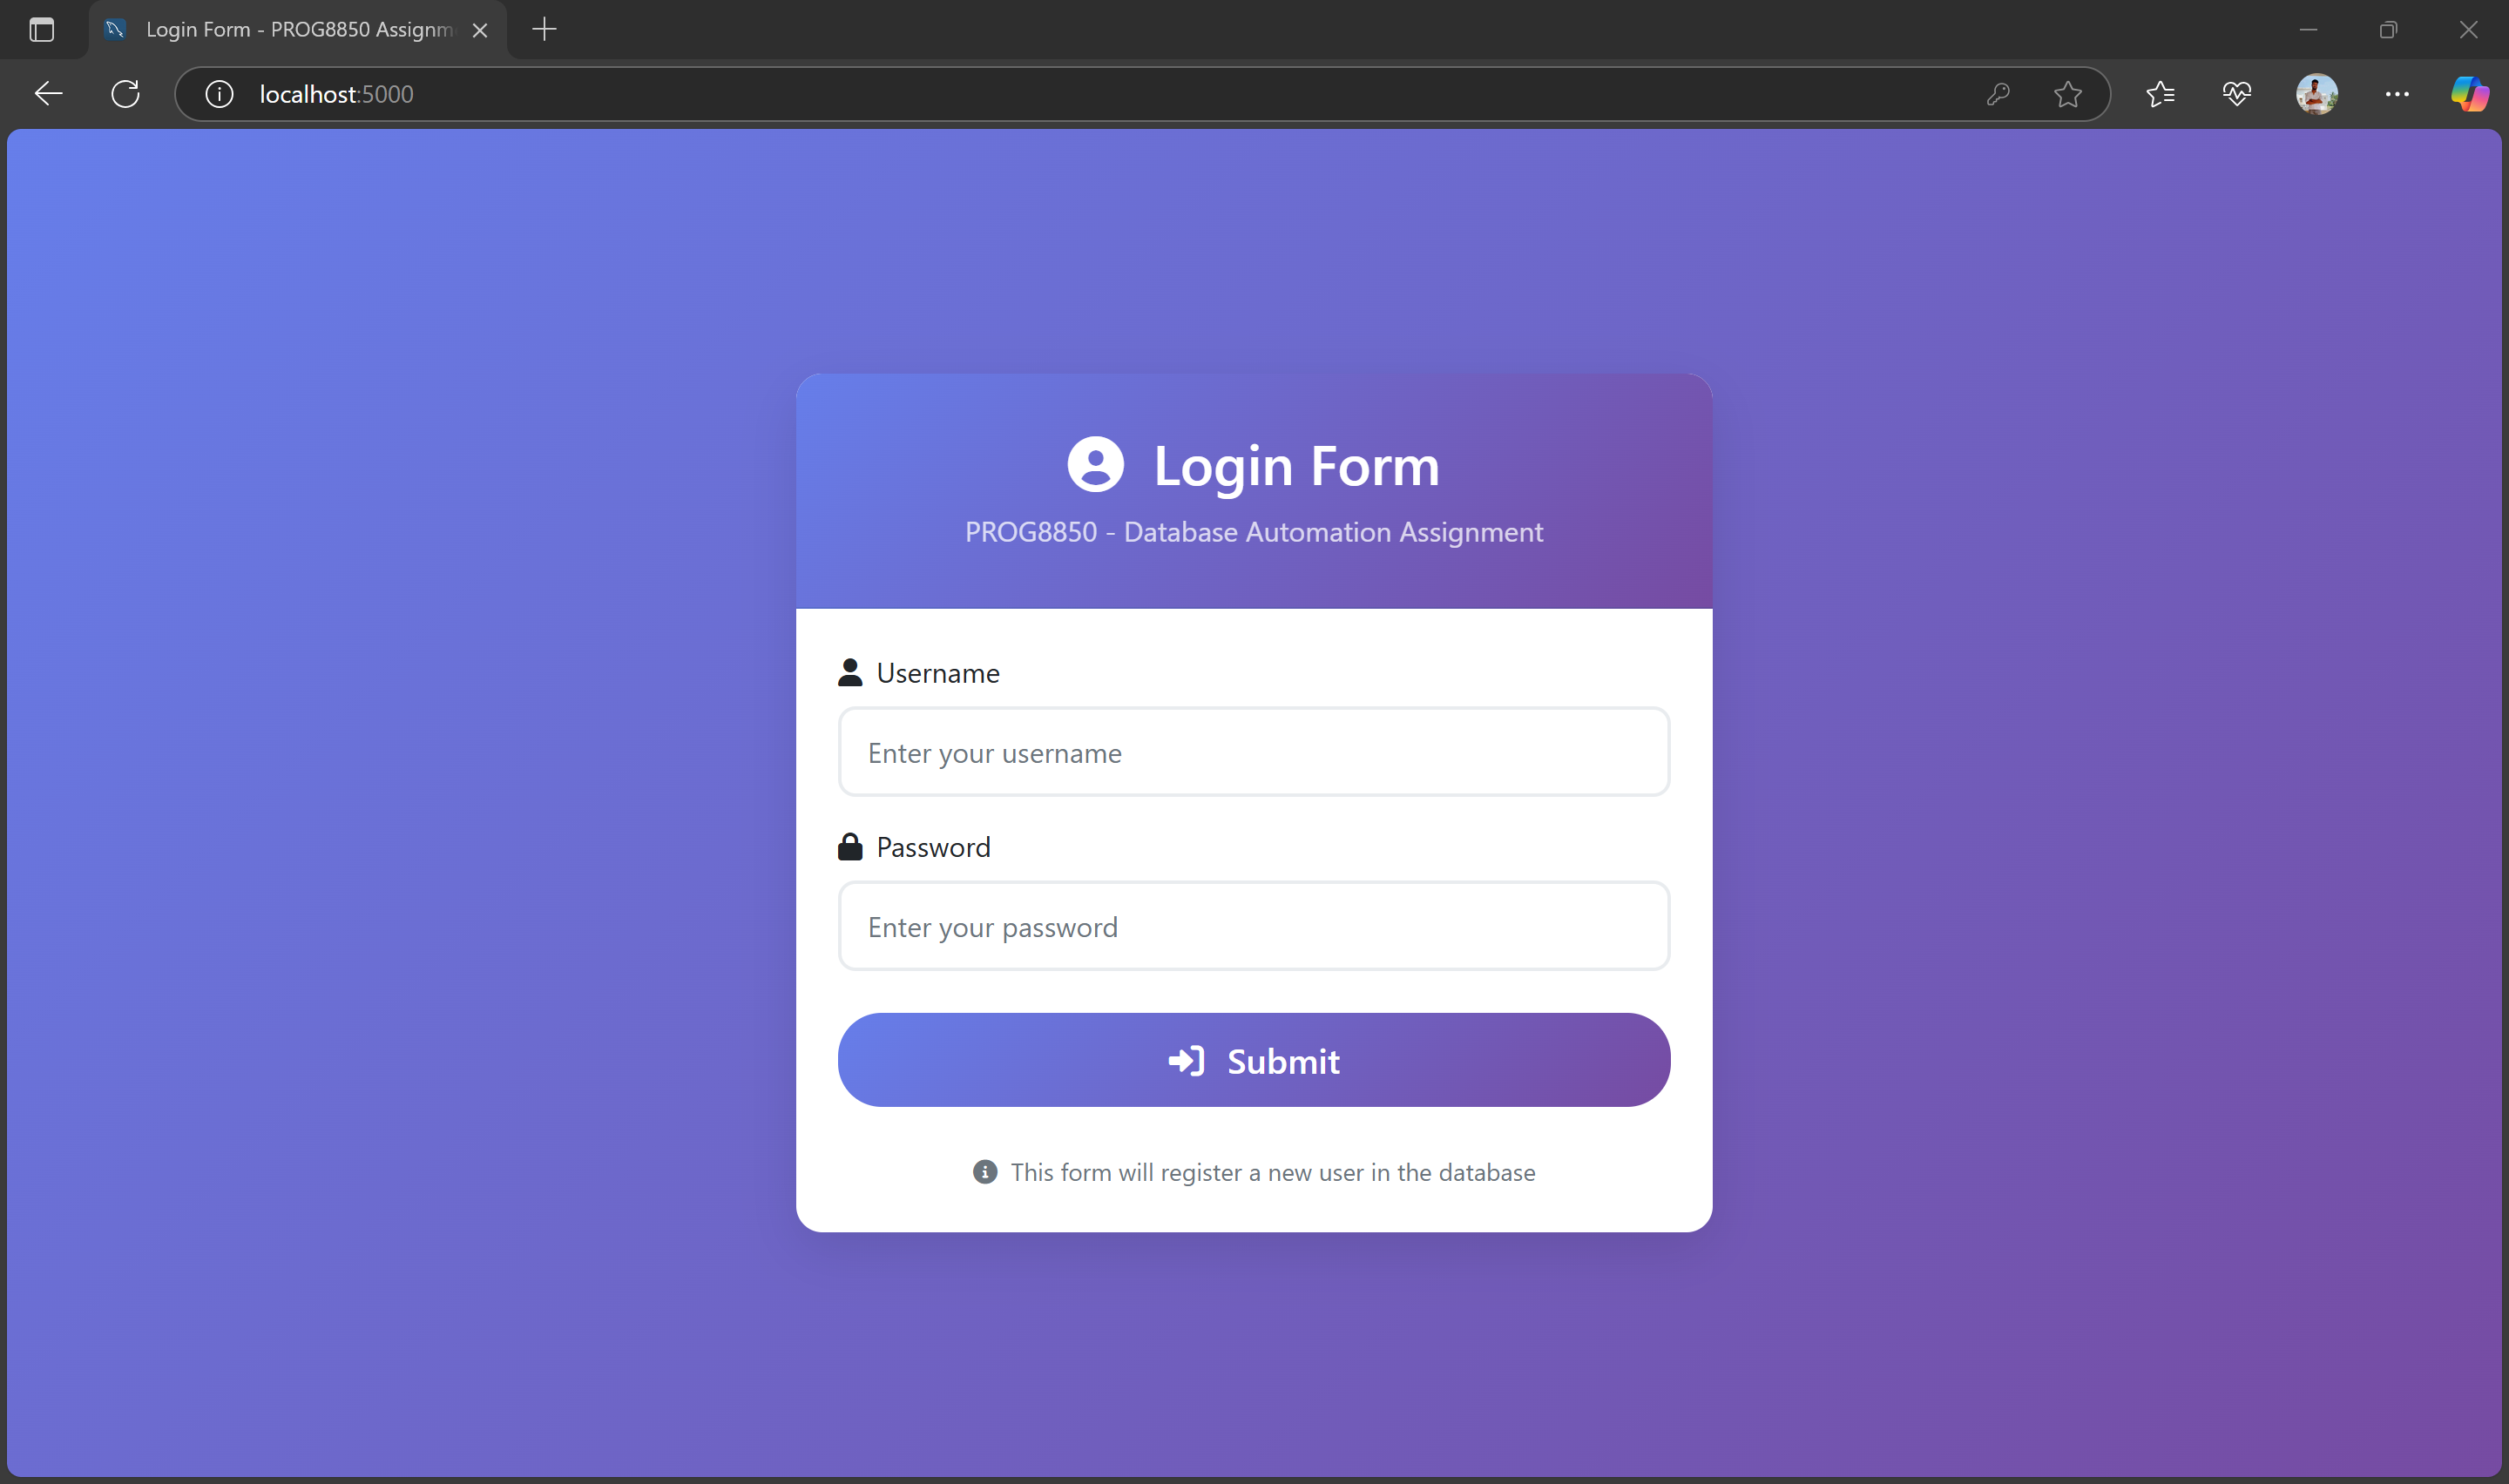 Login Form - PROG8850 Assignm
localhost:5000
Login Form
PROG8850 - Database Automation Assignment
Username
Enter your username
Password
Enter your password
Submit
This form will register a new user in the database